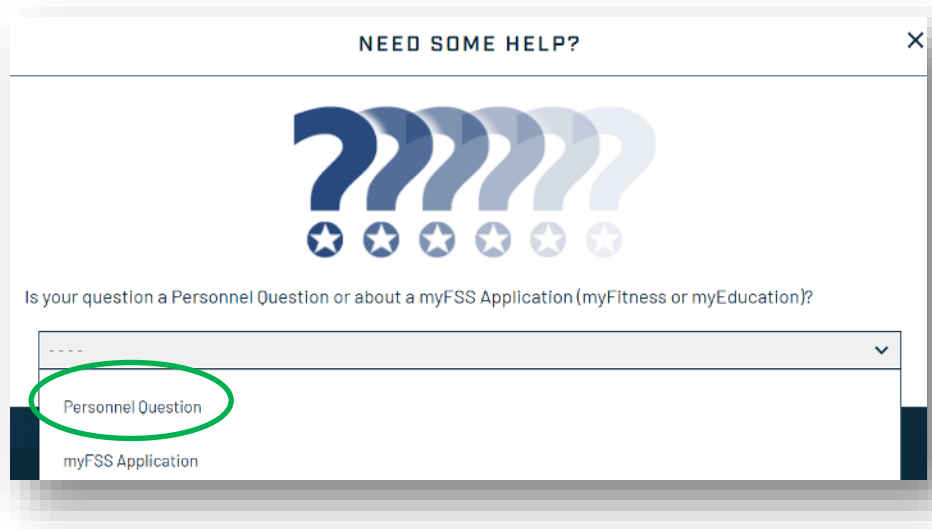 NEED SOME HELP?
Is your question a Personnel Question or about a myFSS Application (myFitness or myEducation)?
- - - -
Personnel Question
myFSS Application